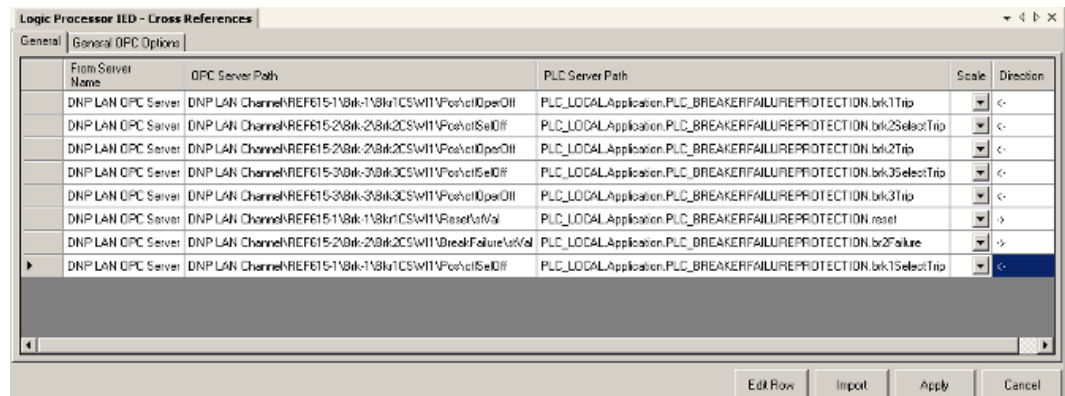 Logic Processor IED - Cross References
General General OPC Options
From Server Name OPC Server Path PLC Server Path Scale Direction
DNP LAN OPC Server DNP LAN Channel\REF615-1\Brk-1\Bkr1CSWI1\Pos\ctlOperOff PLC_LOCAL.Application.PLC_BREAKERFAILUREPROTECTION.brk1Trip <-
DNP LAN OPC Server DNP LAN Channel\REF615-2\Brk-2\Brk2CSWI1\Pos\ctlSelOff PLC_LOCAL.Application.PLC_BREAKERFAILUREPROTECTION.brk2SelectTrip <-
DNP LAN OPC Server DNP LAN Channel\REF615-2\Brk-2\Brk2CSWI1\Pos\ctlOperOff PLC_LOCAL.Application.PLC_BREAKERFAILUREPROTECTION.brk2Trip <-
DNP LAN OPC Server DNP LAN Channel\REF615-3\Brk-3\Brk3CSWI1\Pos\ctlSelOff PLC_LOCAL.Application.PLC_BREAKERFAILUREPROTECTION.brk3SelectTrip <-
DNP LAN OPC Server DNP LAN Channel\REF615-3\Brk-3\Brk3CSWI1\Pos\ctlOperOff PLC_LOCAL.Application.PLC_BREAKERFAILUREPROTECTION.brk3Trip <-
DNP LAN OPC Server DNP LAN Channel\REF615-1\Brk-1\Bkr1CSWI1\Reset\stVal PLC_LOCAL.Application.PLC_BREAKERFAILUREPROTECTION.reset ->
DNP LAN OPC Server DNP LAN Channel\REF615-2\Brk-2\Brk2CSWI1\BreakFailure\stVal PLC_LOCAL.Application.PLC_BREAKERFAILUREPROTECTION.br2Failure ->
DNP LAN OPC Server DNP LAN Channel\REF615-1\Brk-1\Bkr1CSWI1\Pos\ctlSelOff PLC_LOCAL.Application.PLC_BREAKERFAILUREPROTECTION.brk1SelectTrip <-
Edit Row Import Apply Cancel